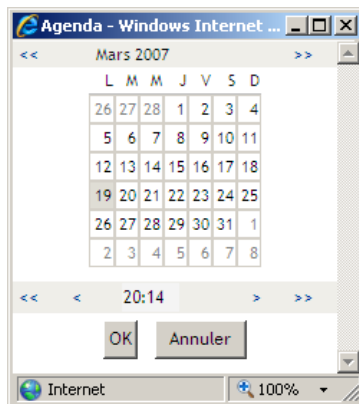 Agenda - Windows Internet ...
<< Mars 2007 >>
L M M J V S D
26 27 28 1 2 3 4
5 6 7 8 9 10 11
12 13 14 15 16 17 18
19 20 21 22 23 24 25
26 27 28 29 30 31 1
2 3 4 5 6 7 8
<< < 20:14 > >>
OK Annuler
Internet 100%